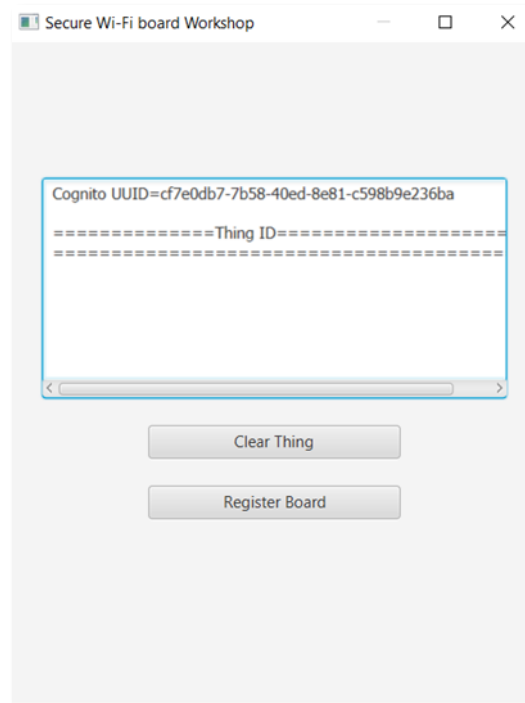 Secure Wi-Fi board Workshop
Cognito UUID=cf7e0db7-7b58-40ed-8e81-c598b9e236ba
==============Thing ID====================
=======================================
Clear Thing
Register Board